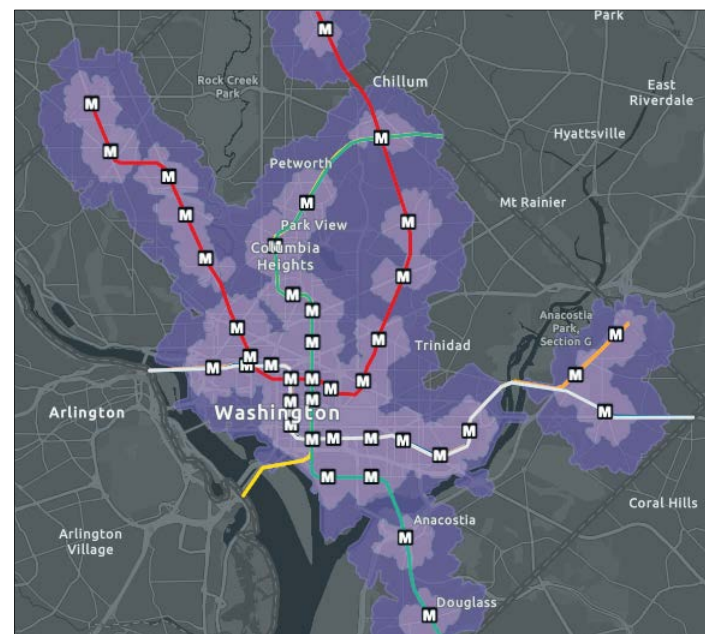 Park
M
Rock Creek
Park
Chillum
East
Riverdale
M
M
Hyattsville
M
Petworth
M
M
M
Mt Rainier
M
Park View
M
M
Columbia
Heights
M
M
M
M
Anacostia
Park,
Section G
M
M
M
M
Trinidad
M
M
M
M
M
M
M
M
M
M
Arlington
M
M
Washington
M
M
M
M
M
M
M
M
M
M
Coral Hills
Anacostia
Arlington
Village
M
Douglass
M